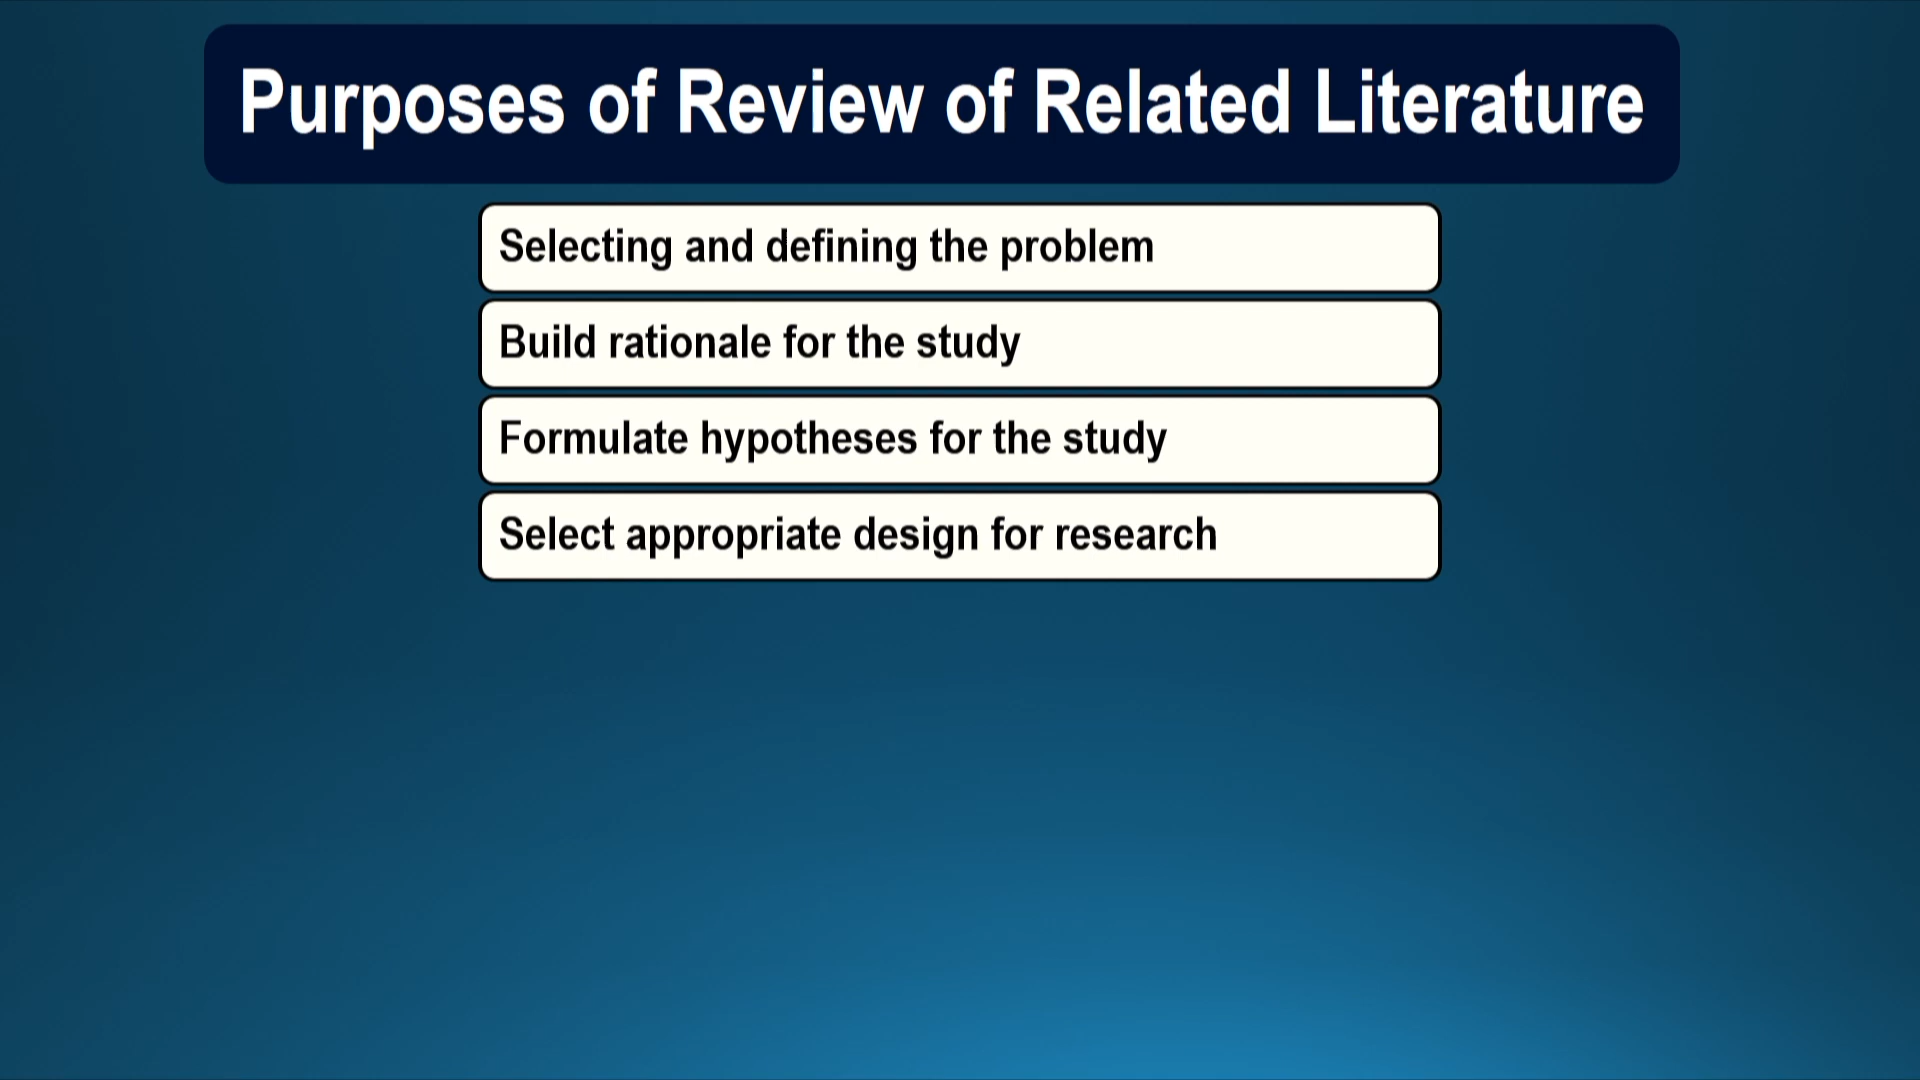 Purposes of Review of Related Literature
Selecting and defining the problem
Build rationale for the study
Formulate hypotheses for the study
Select appropriate design for research